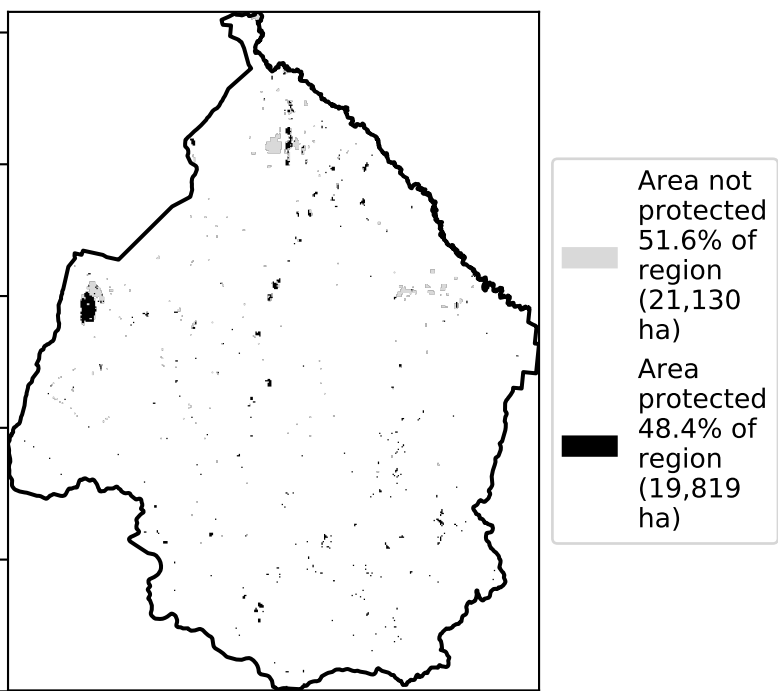 Area not
protected
51.6% of
region
(21,130
ha)
Area
protected
48.4% of
region
(19,819
ha)